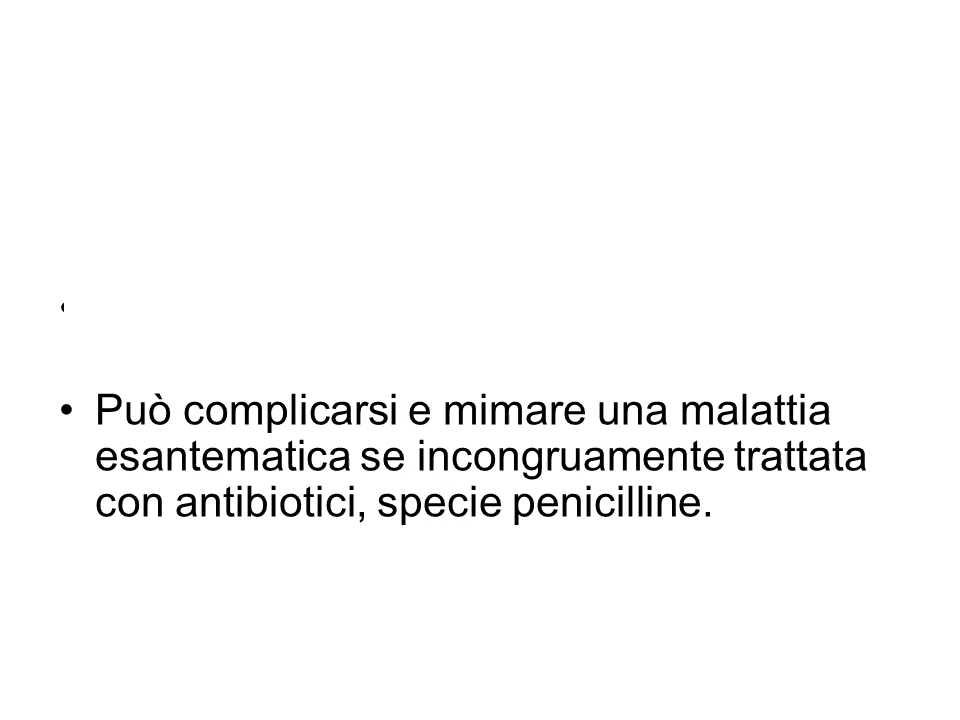 •
• Può complicarsi e mimare una malattia
esantematica se incongruamente trattata
con antibiotici, specie penicilline.